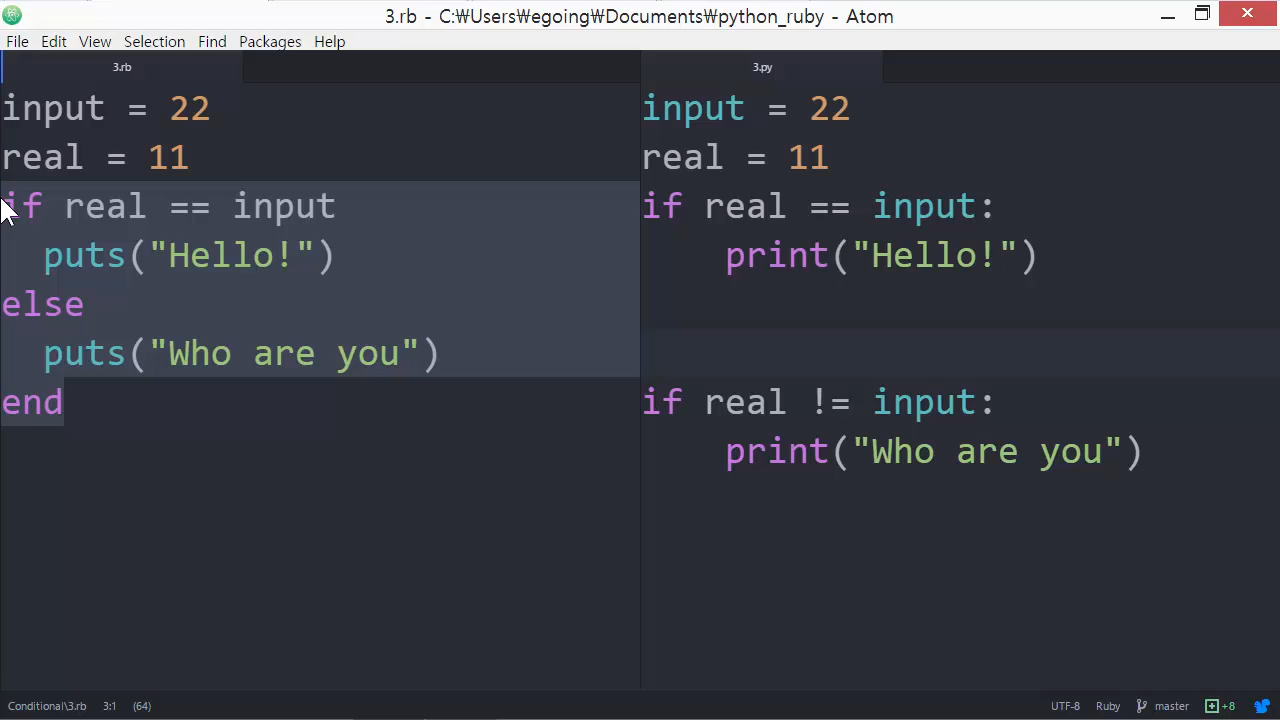 3.rb - C:₩Users₩egoing₩Documents₩python_ruby - Atom
File Edit View Selection Find Packages Help
3.rb
input = 22
real = 11
if real == input
  puts("Hello!")
else
  puts("Who are you")
end
3.py
input = 22
real = 11
if real == input:
    print("Hello!")
if real != input:
    print("Who are you")
Conditional\3.rb 3:1 (64) UTF-8 Ruby master +8